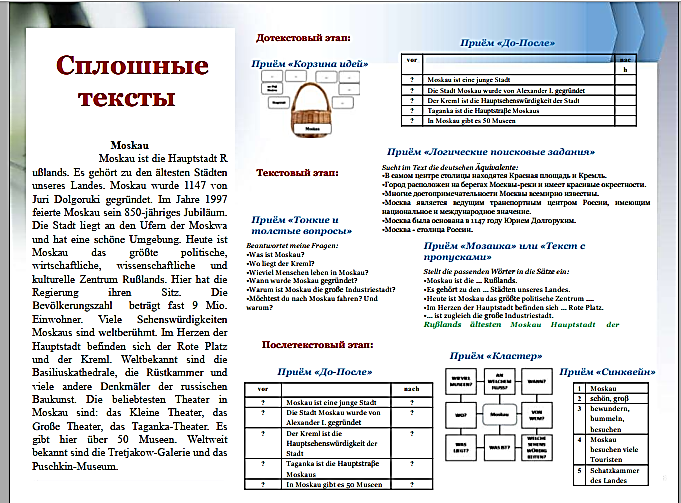 Сплошные
тексты
Moskau
Moskau ist die Hauptstadt R
ußlands. Es gehört zu den ältesten Städten
unseres Landes. Moskau wurde 1147 von
Juri Dolgoruki gegründet. Im Jahre 1997
feierte Moskau sein 850-jähriges Jubiläum.
Die Stadt liegt an den Ufern der Moskwa
und hat eine schöne Umgebung. Heute ist
Moskau das größte politische,
wirtschaftliche, wissenschaftliche und
kulturelle Zentrum Rußlands. Hier hat die
Regierung ihren Sitz. Die
Bevölkerungszahl beträgt fast 9 Mio.
Einwohner. Viele Sehenswürdigkeiten
Moskaus sind weltberühmt. Im Herzen der
Hauptstadt befinden sich der Rote Platz
und der Kreml. Weltbekannt sind die
Basiliuskathedrale, die Rüstkammer und
viele andere Denkmäler der russischen
Baukunst. Die beliebtesten Theater in
Moskau sind: das Kleine Theater, das
Große Theater, das Taganka-Theater. Es
gibt hier über 50 Museen. Weltweit
bekannt sind die Tretjakow-Galerie und das
Puschkin-Museum.
Дотекстовый этап:
Приём «Корзина идей»
Moskau
Приём «До-После»
vor nac
h
? Moskau ist eine junge Stadt
? Die Stadt Moskau wurde von Alexander I. gegründet
? Der Kreml ist die Hauptsehenswürdigkeit der Stadt
? Taganka ist die Hauptstraße Moskaus
? In Moskau gibt es 50 Museen
Текстовый этап:
Приём «Тонкие и
толстые вопросы»
Beantwortet meine Fragen:
•Was ist Moskau?
•Wo liegt der Kreml?
•Wieviel Menschen leben in Moskau?
•Wann wurde Moskau gegründet?
•Warum ist Moskau die große Industriestadt?
•Möchtest du nach Moskau fahren? Und
warum?
Приём «Логические поисковые задания»
Sucht im Text die deutschen Äquivalente:
•В самом центре столицы находятся Красная площадь и Кремль.
•Город расположен на берегах Москвы-реки и имеет красивые окрестности.
•Многие достопримечательности Москвы всемирно известны.
•Москва является ведущим транспортным центром России, имеющим
национальное и международное значение.
•Москва была основана в 1147 году Юрием Долгоруким.
•Москва - столица России.
Приём «Мозаика» или «Текст с
пропусками»
Stellt die passenden Wörter in die Sätze ein:
•Moskau ist die ... Rußlands.
•Es gehört zu den ... Städten unseres Landes.
•Heute ist Moskau das größte politische Zentrum ....
•Im Herzen der Hauptstadt befinden sich ... Rote Platz.
•... ist zugleich die große Industriestadt.
Rußlands ältesten Moskau Hauptstadt der
Послетекстовый этап:
Приём «До-После»
vor nach
? Moskau ist eine junge Stadt ?
? Die Stadt Moskau wurde von
Alexander I. gegründet ?
? Der Kreml ist die
Hauptsehenswürdigkeit der
Stadt ?
? Taganka ist die Hauptstraße
Moskaus ?
? In Moskau gibt es 50 Museen ?
Приём «Кластер»
WANN?
WO?
Moskau
VON
WEM?
WAS
LIEGT?
WAS IST?
WELCHE
SEHENS
WÜRDIG
KEITEN?
Приём «Синквейн»
1 Moskau
2 schön, groß
3 bewundern,
bummeln,
besuchen
4 Moskau
besuchen viele
Touristen
5 Schatzkammer
des Landes